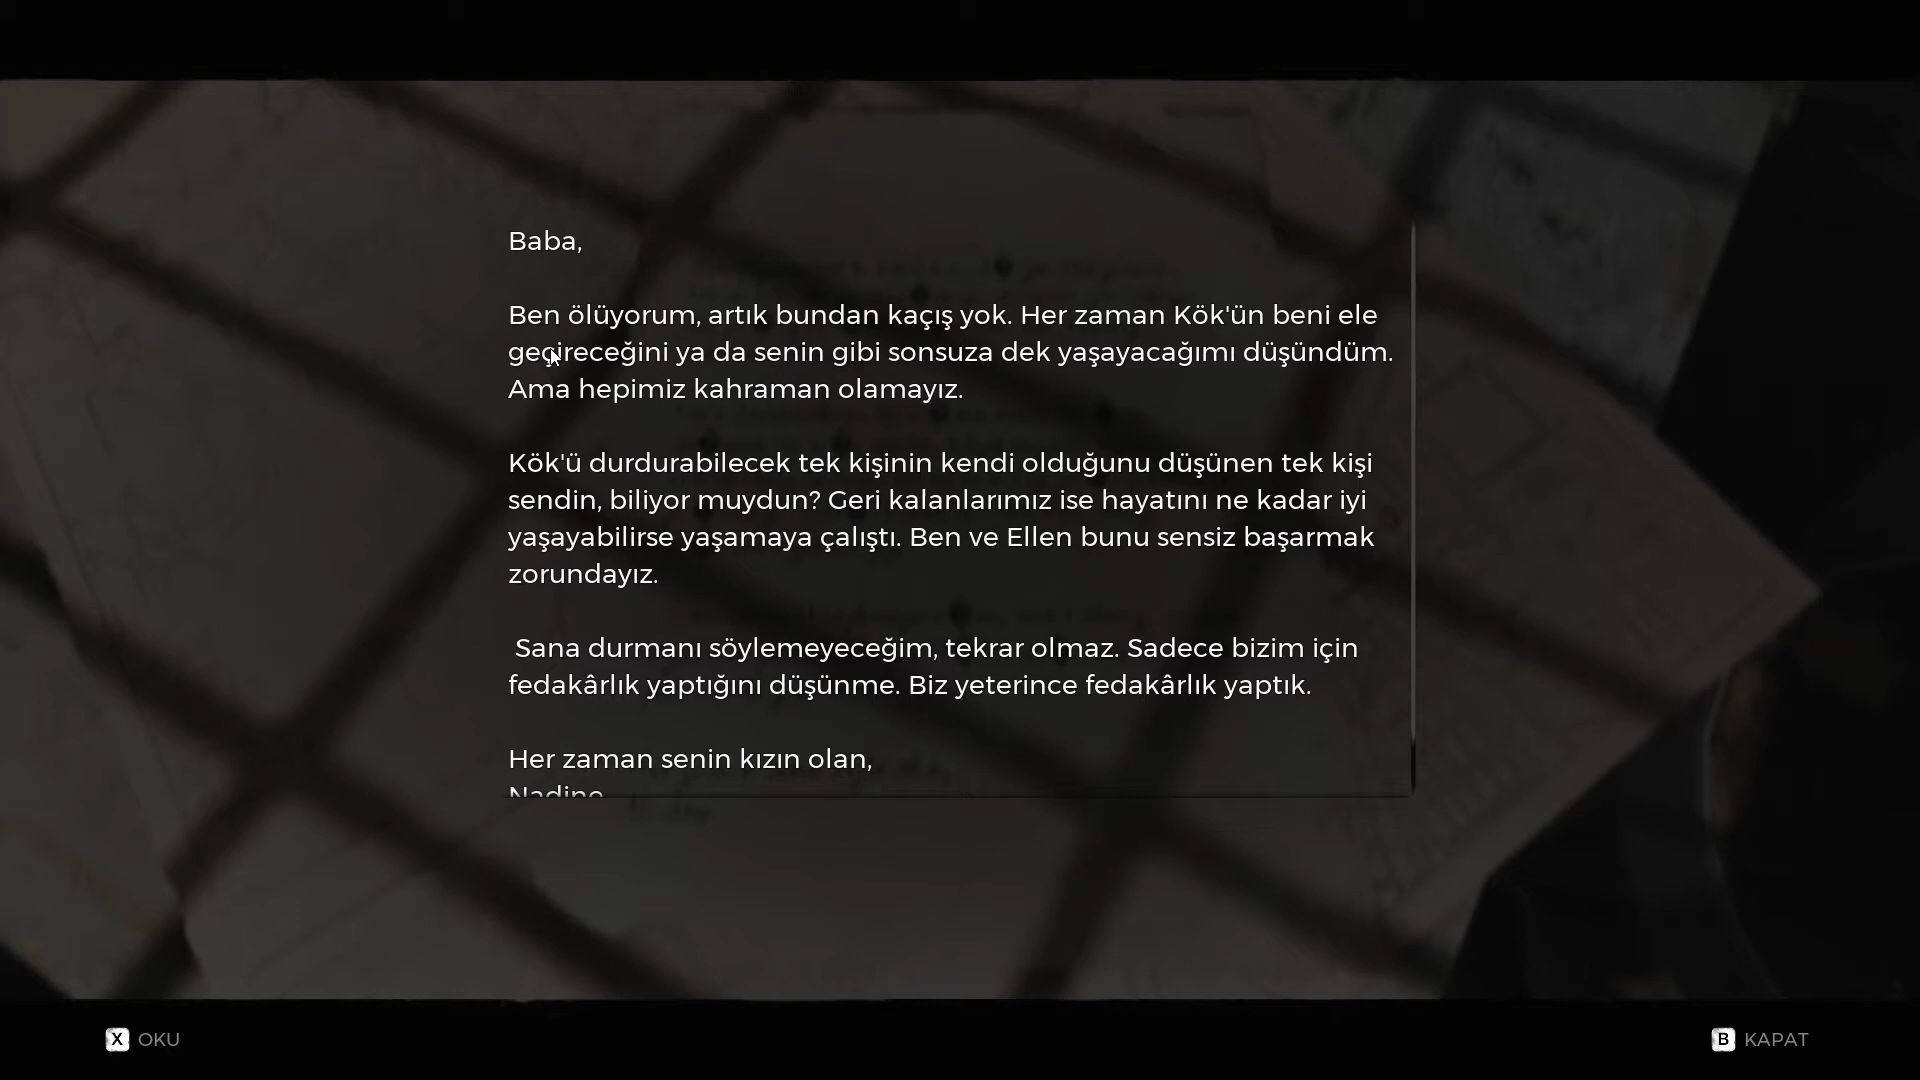 Baba,
Ben ölüyorum, artık bundan kaçış yok. Her zaman Kök'ün beni ele
geçireceğini ya da senin gibi sonsuza dek yaşayacağımı düşündüm.
Ama hepimiz kahraman olamayız.
Kök'ü durdurabilecek tek kişinin kendi olduğunu düşünen tek kişi
sendin, biliyor muydun? Geri kalanlarımız ise hayatını ne kadar iyi
yaşayabilirse yaşamaya çalıştı. Ben ve Ellen bunu sensiz başarmak
zorundayız.
Sana durmanı söylemeyeceğim, tekrar olmaz. Sadece bizim için
fedakârlık yaptığını düşünme. Biz yeterince fedakârlık yaptık.
Her zaman senin kızın olan,
Nadine
X OKU
B KAPAT